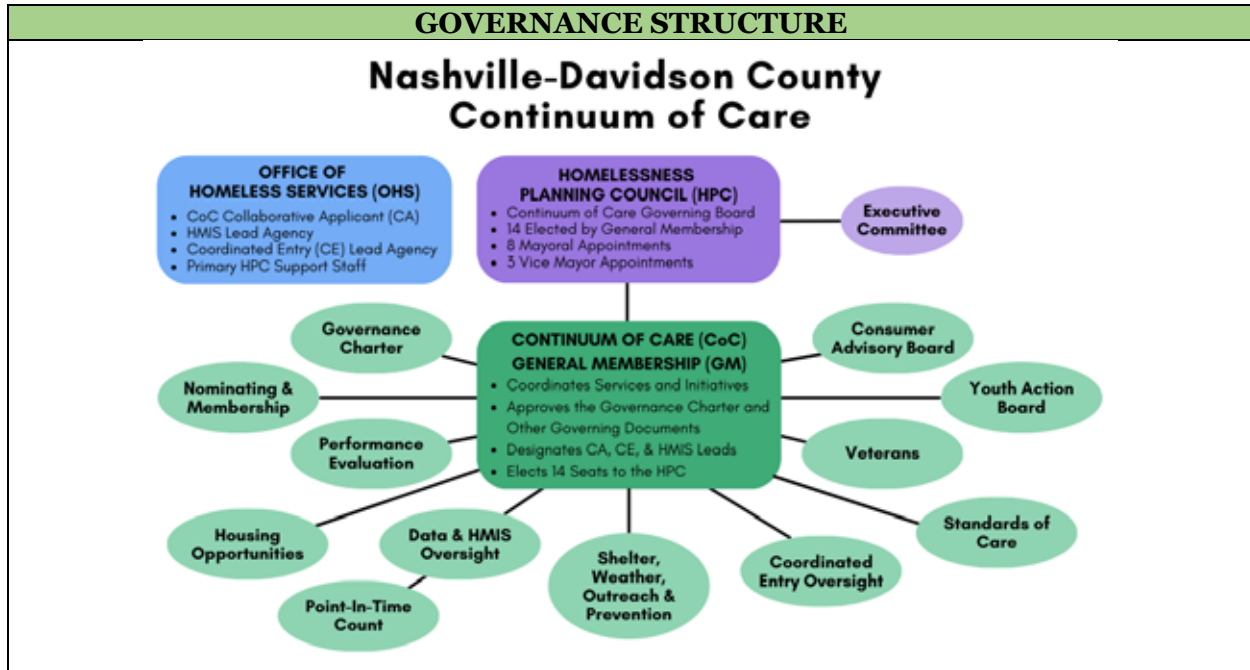 GOVERNANCE STRUCTURE
Nashville-Davidson County
Continuum of Care
OFFICE OF
HOMELESS SERVICES (OHS)
• CoC Collaborative Applicant (CA)
• HMIS Lead Agency
• Coordinated Entry (CE) Lead Agency
• Primary HPC Support Staff
HOMELESSNESS
PLANNING COUNCIL (HPC)
• Continuum of Care Governing Board
• 14 Elected by General Membership
• 8 Mayoral Appointments
• 3 Vice Mayor Appointments
Executive
Committee
Governance
Charter
Nominating &
Membership
Performance
Evaluation
CONTINUUM OF CARE (CoC)
GENERAL MEMBERSHIP (GM)
• Coordinates Services and Initiatives
• Approves the Governance Charter and
Other Governing Documents
• Designates CA, CE, & HMIS Leads
• Elects 14 Seats to the HPC
Consumer
Advisory Board
Youth Action
Board
Veterans
Housing
Opportunities
Data & HMIS
Oversight
Point-In-Time
Count
Shelter,
Weather,
Outreach &
Prevention
Coordinated
Entry Oversight
Standards of
Care